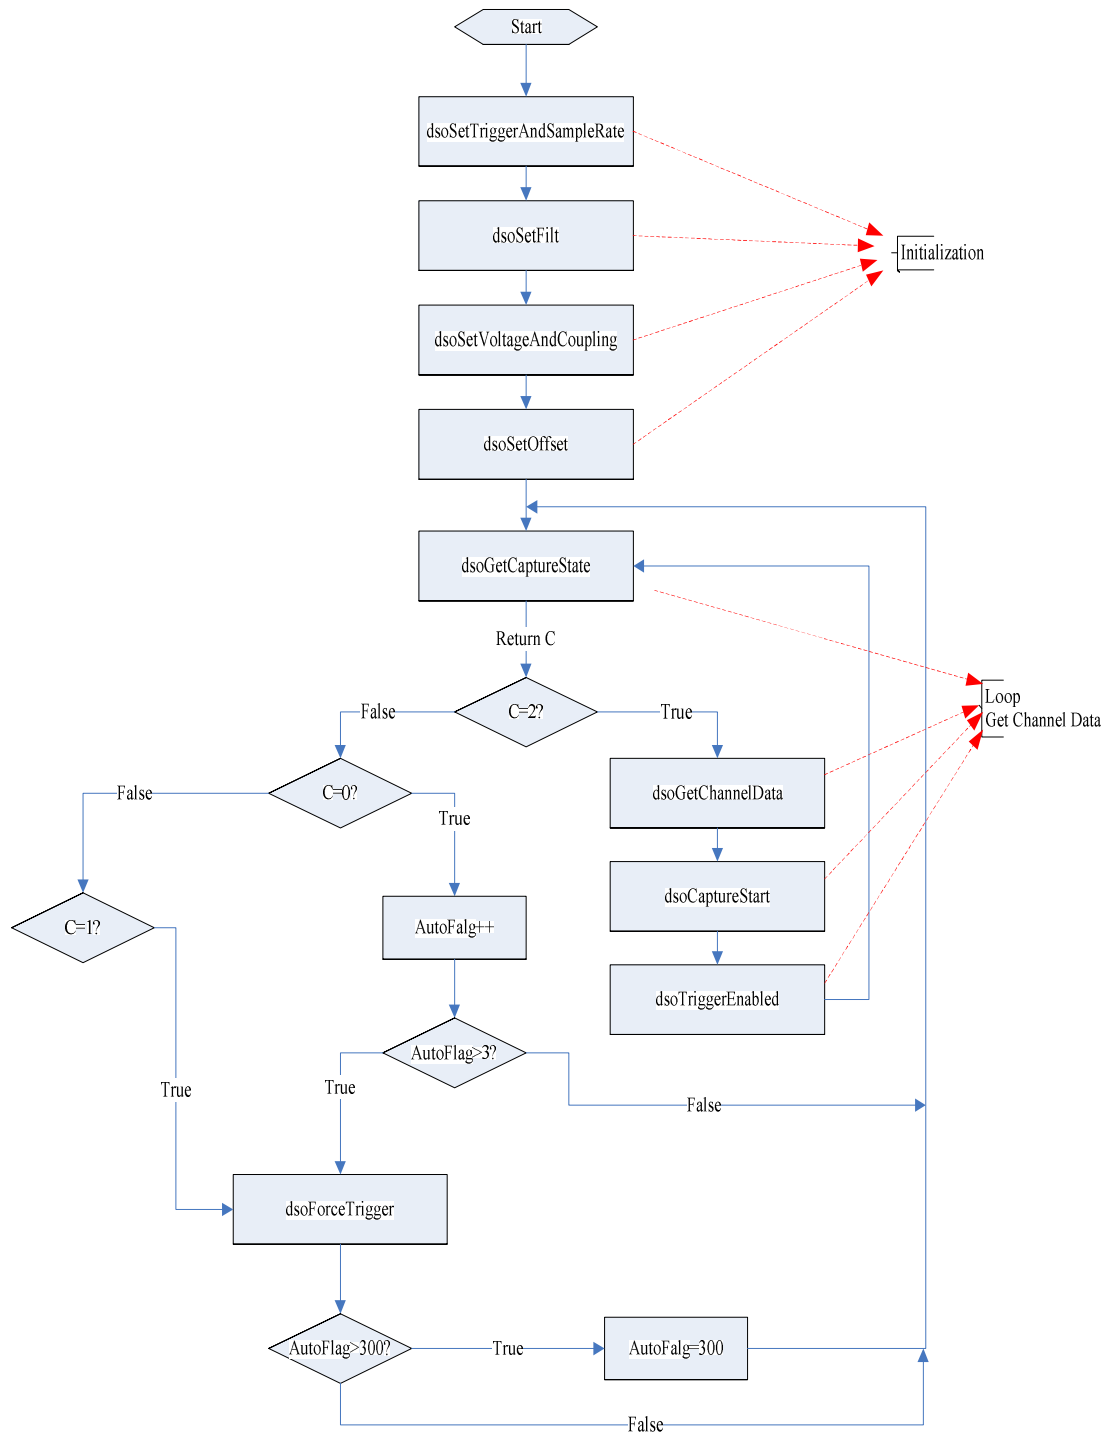 Start
dsoSetTriggerAndSampleRate
dsoSetFilt
Initialization
dsoSetVoltageAndCoupling
dsoSetOffset
dsoGetCaptureState
Return C
C=2?
False
True
Loop
Get Channel Data
dsoGetChannelData
C=0?
False
True
dsoCaptureStart
C=1?
AutoFalg++
dsoTriggerEnabled
AutoFlag>3?
True
True
False
dsoForceTrigger
AutoFlag>300?
True
AutoFalg=300
False